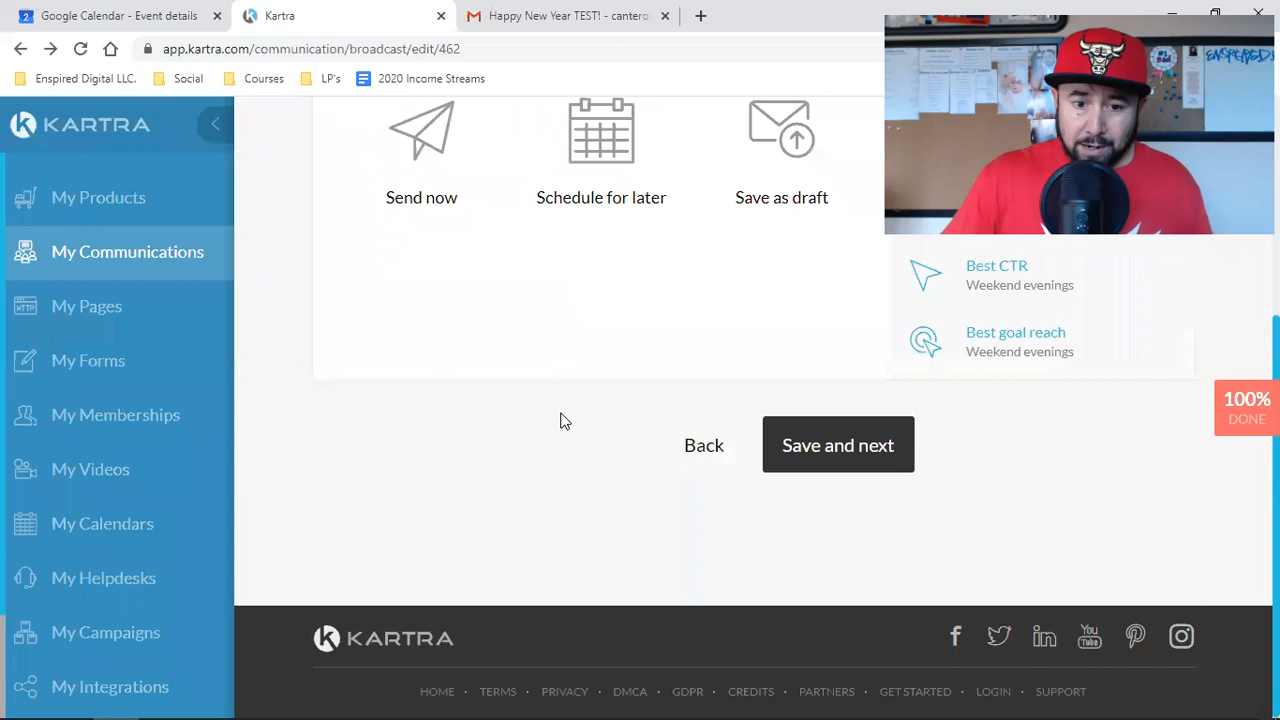 Google Calendar - Event details
Kartra
Happy New Year TEST! - cantero
app.kartra.com/communication/broadcast/edit/462
Enspired Digital LLC.
Social
Courses
LP's
2020 Income Streams
KARTRA
My Products
My Communications
My Pages
My Forms
My Memberships
My Videos
My Calendars
My Helpdesks
My Campaigns
My Integrations
Send now
Schedule for later
Save as draft
Best CTR
Weekend evenings
Best goal reach
Weekend evenings
100%
DONE
Back
Save and next
KARTRA
You
Tube
HOME · TERMS · PRIVACY · DMCA · GDPR · CREDITS · PARTNERS · GET STARTED · LOGIN · SUPPORT